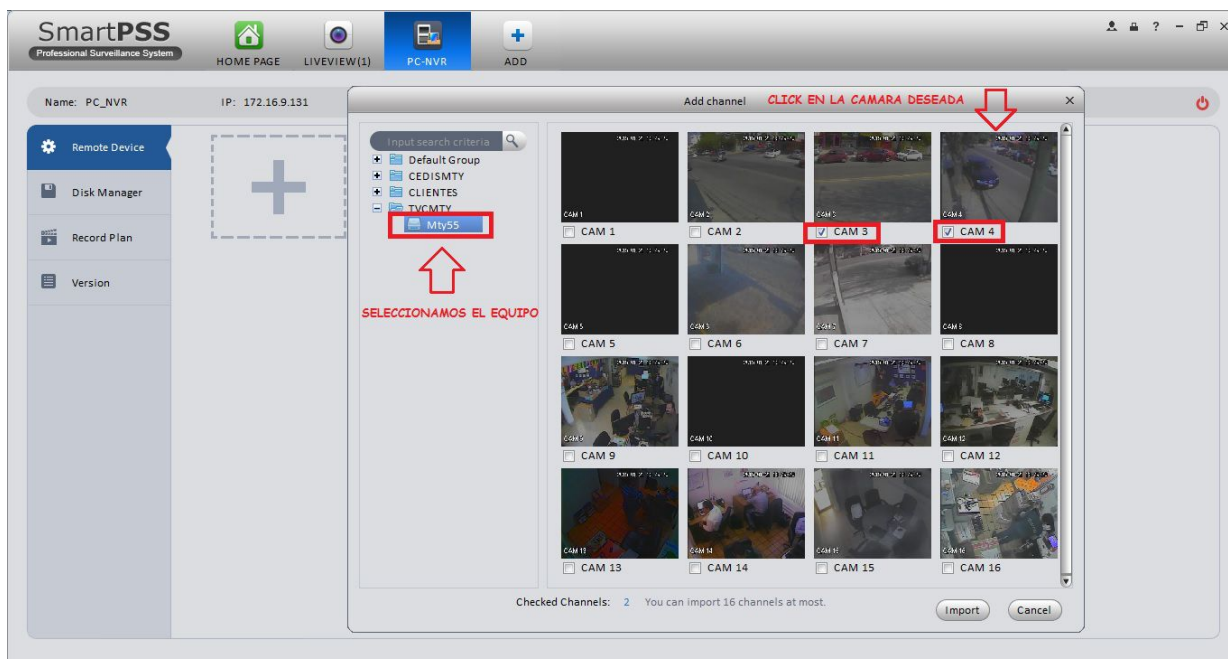 SmartPSS
Professional Surveillance System
HOME PAGE
LIVEVIEW(1)
PC-NVR
ADD
Name: PC_NVR
IP: 172.16.9.131
Add channel
CLICK EN LA CAMARA DESEADA
Remote Device
Disk Manager
Record Plan
Version
Input search criteria
Default Group
CEDISMTY
CLIENTES
TVCMTY
Mty55
SELECCIONAMOS EL EQUIPO
CAM 1
CAM 2
CAM 3
CAM 4
CAM 5
CAM 6
CAM 7
CAM 8
CAM 9
CAM 10
CAM 11
CAM 12
CAM 13
CAM 14
CAM 15
CAM 16
Checked Channels: 2 You can import 16 channels at most.
Import
Cancel